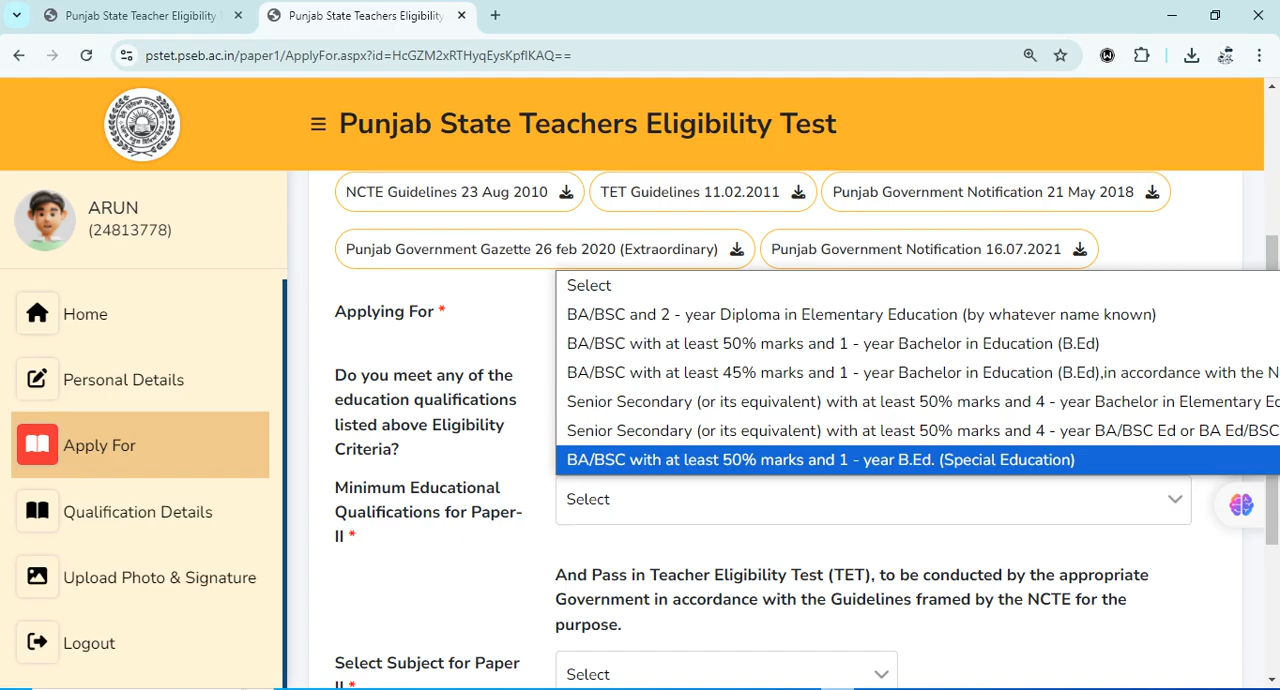 Punjab State Teacher Eligibility
Punjab State Teachers Eligibility
pstet.pseb.ac.in/paper1/ApplyFor.aspx?id=HcGZM2xRTHyqEysKpflKAQ==
Punjab State Teachers Eligibility Test
ARUN
(24813778)
Home
Personal Details
Apply For
Qualification Details
Upload Photo & Signature
Logout
NCTE Guidelines 23 Aug 2010
TET Guidelines 11.02.2011
Punjab Government Notification 21 May 2018
Punjab Government Gazette 26 feb 2020 (Extraordinary)
Punjab Government Notification 16.07.2021
Applying For *
Select
BA/BSC and 2 - year Diploma in Elementary Education (by whatever name known)
BA/BSC with at least 50% marks and 1 - year Bachelor in Education (B.Ed)
BA/BSC with at least 45% marks and 1 - year Bachelor in Education (B.Ed),in accordance with the N
Senior Secondary (or its equivalent) with at least 50% marks and 4 - year Bachelor in Elementary Ed
Senior Secondary (or its equivalent) with at least 50% marks and 4 - year BA/BSC Ed or BA Ed/BSC
BA/BSC with at least 50% marks and 1 - year B.Ed. (Special Education)
Do you meet any of the
education qualifications
listed above Eligibility
Criteria?
Minimum Educational
Qualifications for Paper-
II *
Select
And Pass in Teacher Eligibility Test (TET), to be conducted by the appropriate
Government in accordance with the Guidelines framed by the NCTE for the
purpose.
Select Subject for Paper
II *
Select